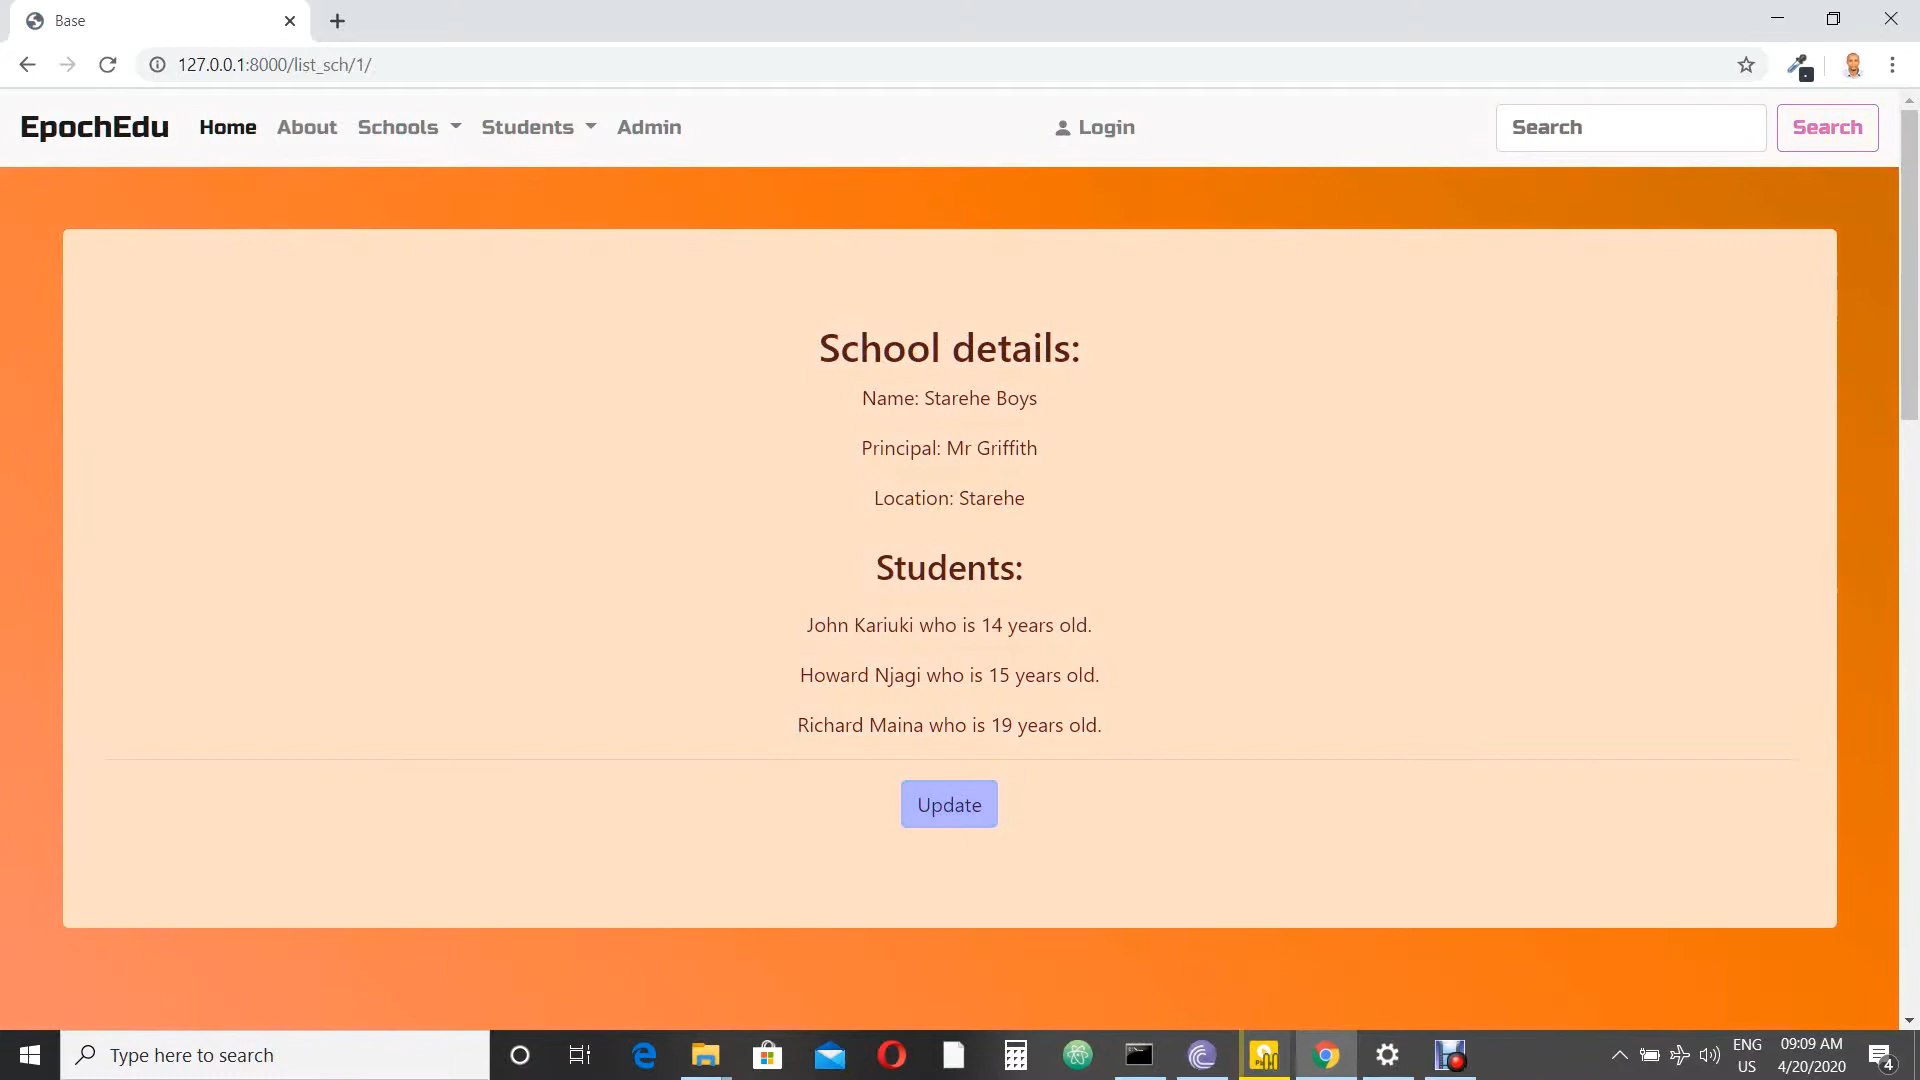 Base
127.0.0.1:8000/list_sch/1/
EpochEdu Home About Schools Students Admin Login Search Search
School details:
Name: Starehe Boys
Principal: Mr Griffith
Location: Starehe
Students:
John Kariuki who is 14 years old.
Howard Njagi who is 15 years old.
Richard Maina who is 19 years old.
Update
Type here to search
ENG
US
09:09 AM
4/20/2020
4